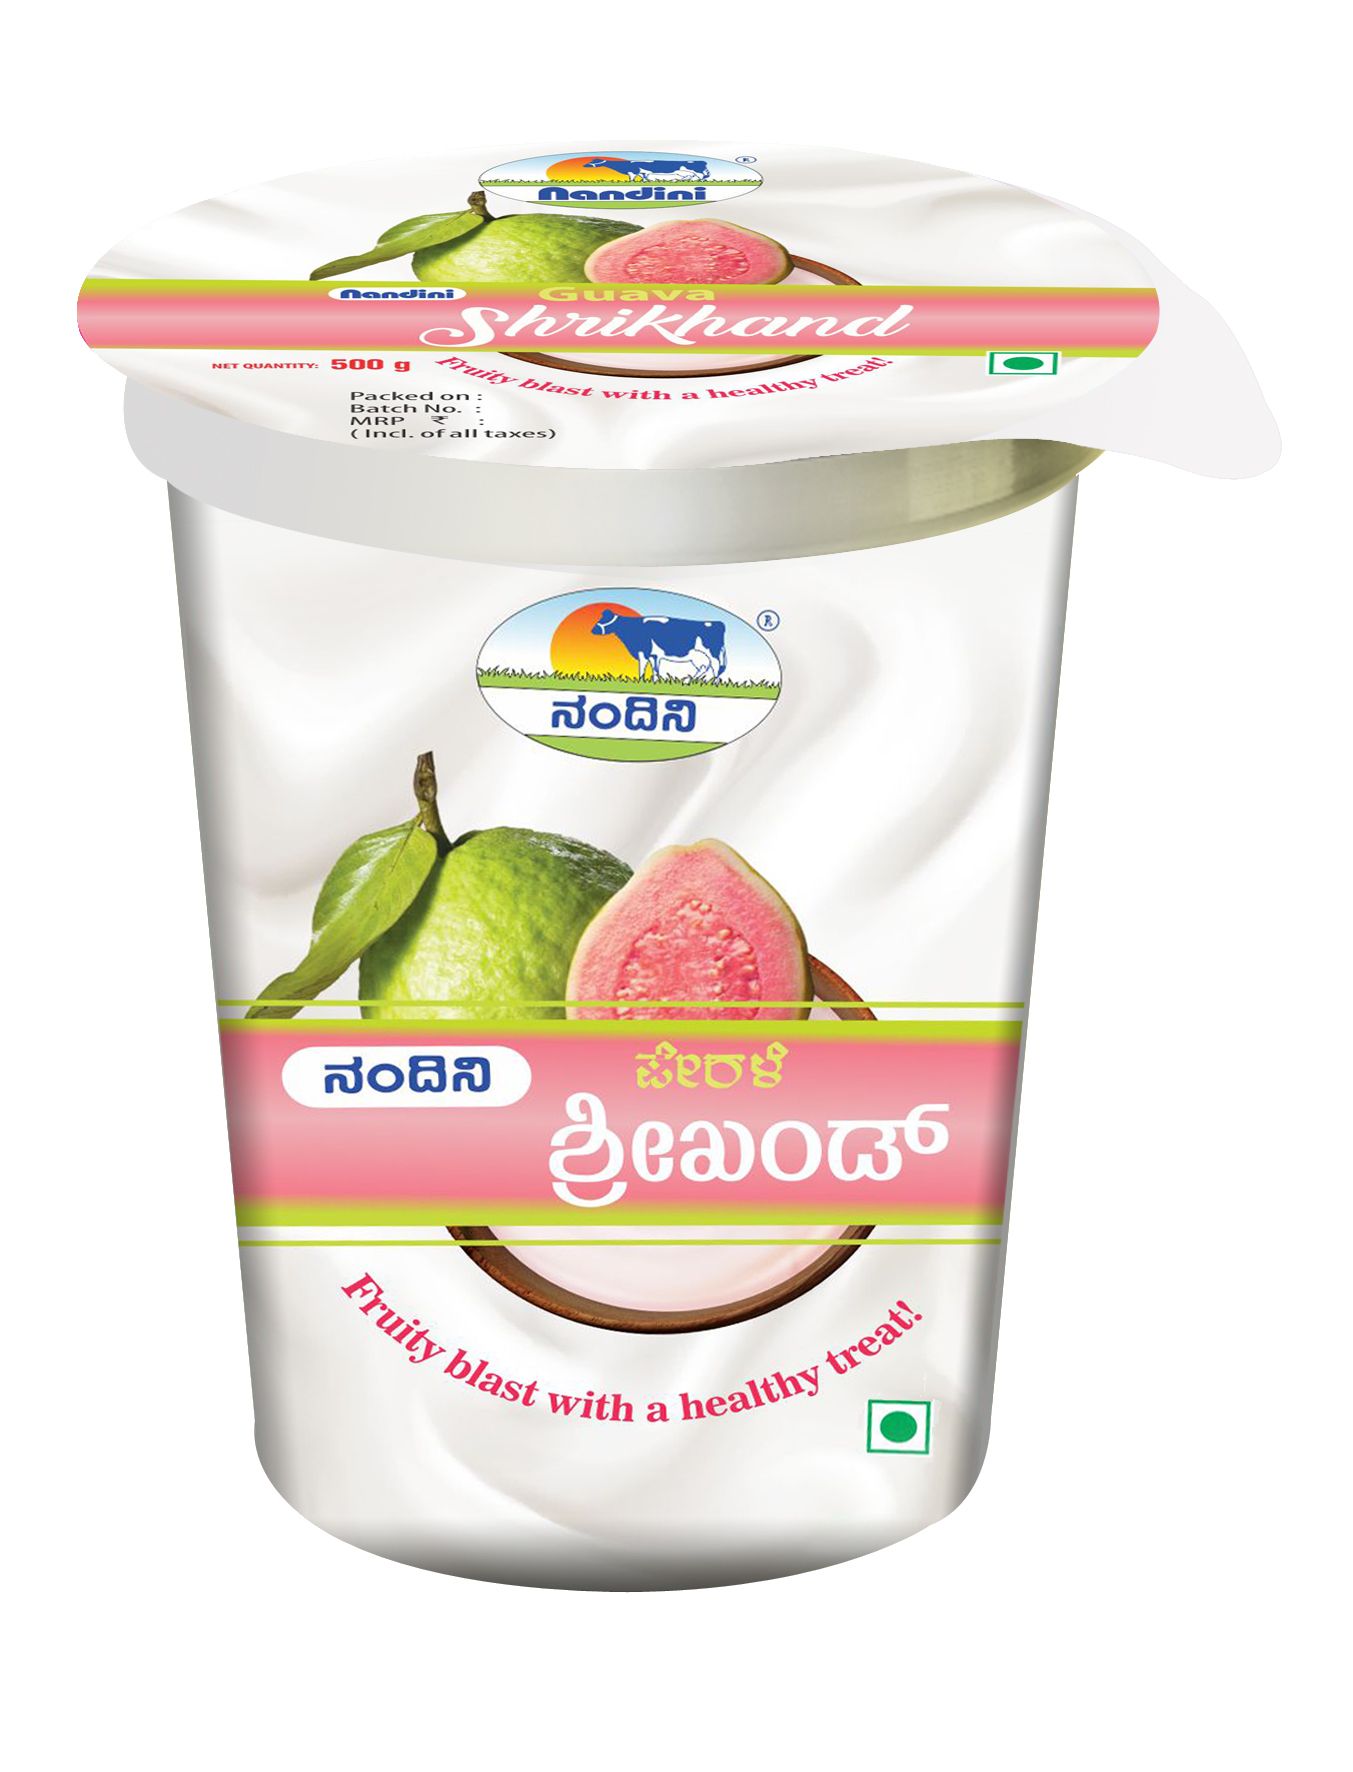 Nandini
®
Nandini
Guava
Shrikhand
NET QUANTITY: 500 g
Fruity blast with a healthy treat!
Packed on :
Batch No. :
MRP ₹ :
( Incl. of all taxes)
®
ನಂದಿನಿ
ನಂದಿನಿ
ಪೇರಳೆ
ಶ್ರೀಖಂಡ್
Fruity blast with a healthy treat!